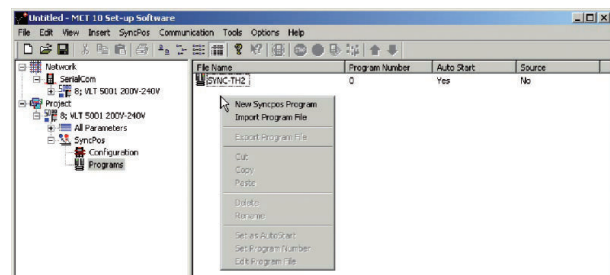 Untitled - MCT 10 Set-up Software
File Edit View Insert SyncPos Communication Tools Options Help
Network
SerialCom
8; VLT 5001 200V-240V
Project
8; VLT 5001 200V-240V
All Parameters
SyncPos
Configuration
Programs
File Name Program Number Auto Start Source
SYNC-TH2 0 Yes No
New Syncpos Program
Import Program File
Export Program File
Cut
Copy
Paste
Delete
Rename
Set as AutoStart
Set Program Number
Edit Program File